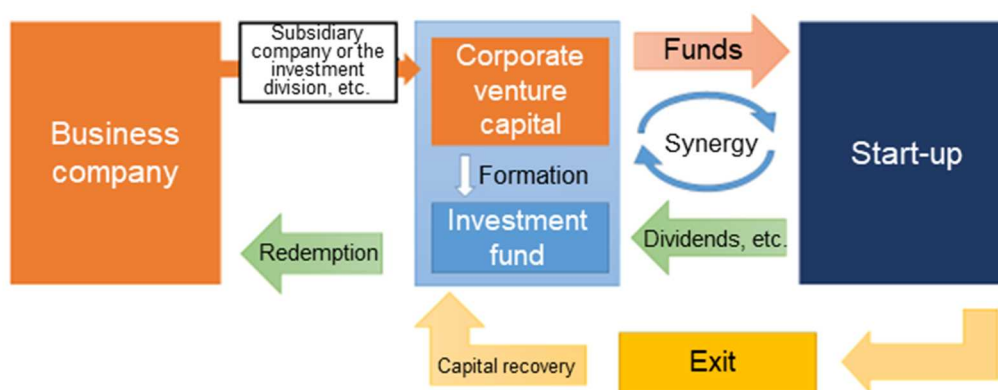 Business
company
Subsidiary
company or the
investment
division, etc.
Corporate
venture
capital
Formation
Investment
fund
Funds
Synergy
Dividends, etc.
Start-up
Redemption
Capital recovery
Exit